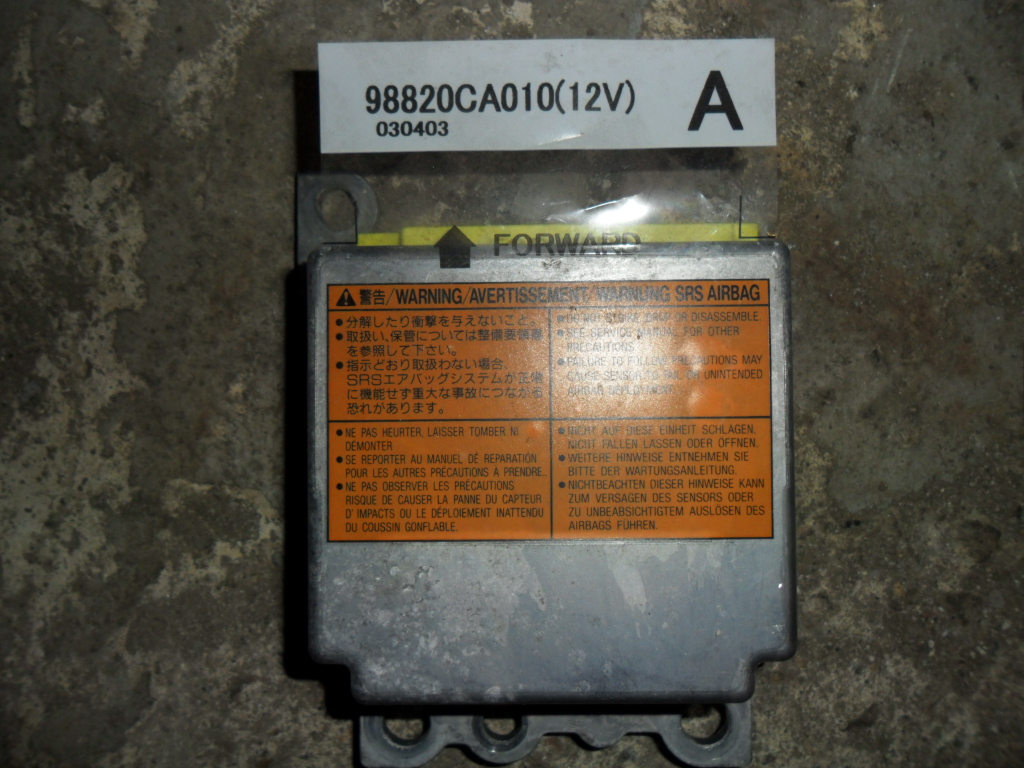 98820CA010(12V)
A
030403
FORWARD
警告/WARNING/AVERTISSEMENT/WARNUNG SRS AIRBAG
●分解したり衝撃を与えないこと。
●取扱い、保管については整備要領書
を参照して下さい。
●指示どおり取扱わない場合、
SRSエアバッグシステムが正常
に機能せず重大な事故につながる
恐れがあります。
●DO NOT STRIKE, DROP OR DISASSEMBLE.
●SEE SERVICE MANUAL FOR OTHER
PRECAUTIONS.
●FAILURE TO FOLLOW PRECAUTIONS MAY
CAUSE SENSOR TO FAIL OR UNINTENDED
AIRBAG DEPLOYMENT.
●NE PAS HEURTER, LAISSER TOMBER NI
DÉMONTER.
●SE REPORTER AU MANUEL DE RÉPARATION
POUR LES AUTRES PRÉCAUTIONS A PRENDRE.
●NE PAS OBSERVER LES PRÉCAUTIONS
RISQUE DE CAUSER LA PANNE DU CAPTEUR
D'IMPACTS OU LE DÉPLOIEMENT INATTENDU
DU COUSSIN GONFLABLE.
●NICHT AUF DIESE EINHEIT SCHLAGEN.
NICHT FALLEN LASSEN ODER ÖFFNEN.
●WEITERE HINWEISE ENTNEHMEN SIE
BITTE DER WARTUNGSANLEITUNG.
●NICHTBEACHTEN DIESER HINWEISE KANN
ZUM VERSAGEN DES SENSORS ODER
ZU UNBEABSICHTIGTEM AUSLÖSEN DES
AIRBAGS FÜHREN.